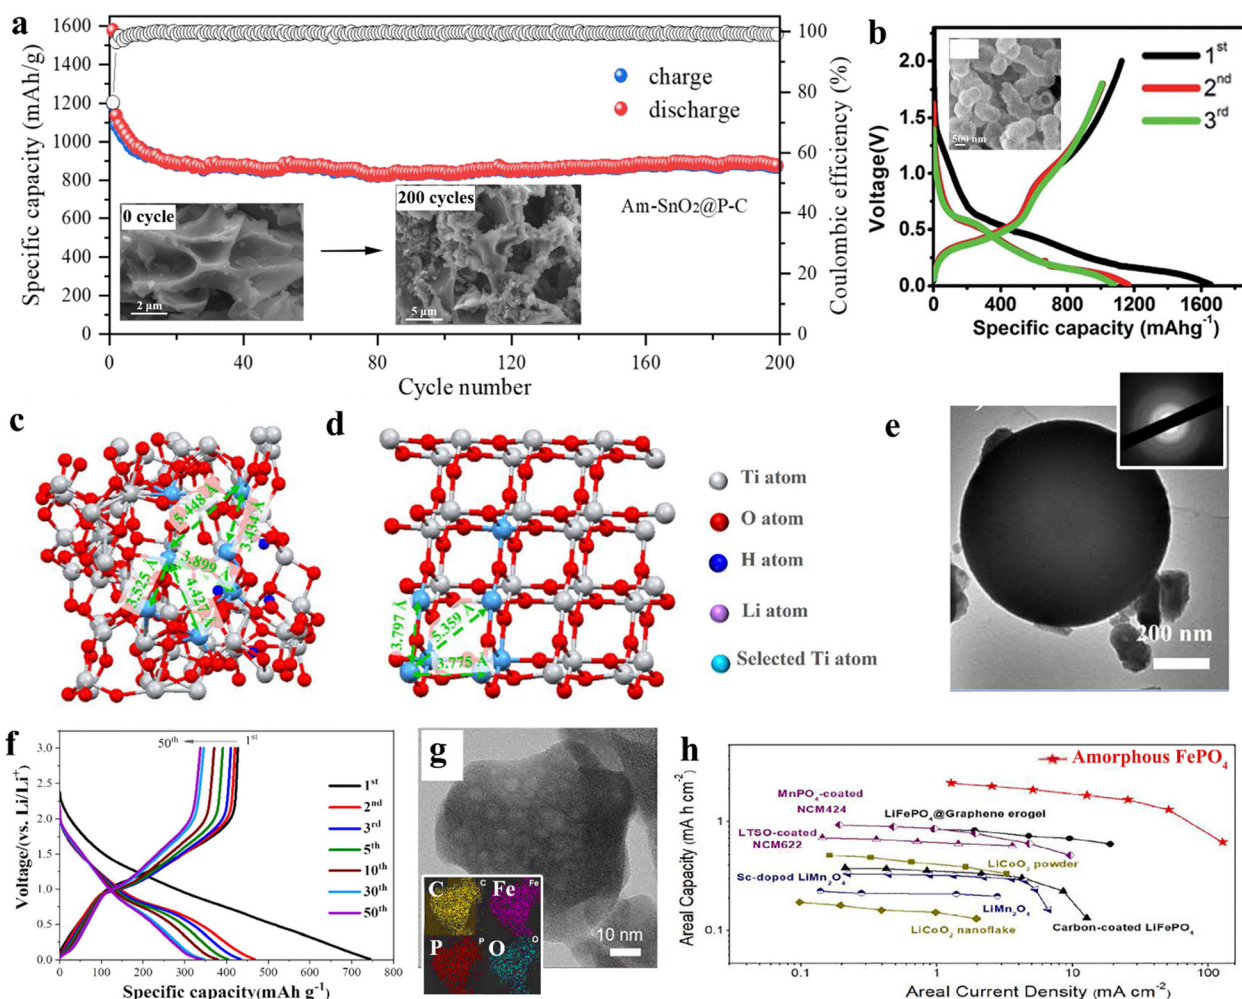 a
Specific capacity (mAh/g)
1600
1400
1200
1000
800
600
400
200
0
0
40
80
120
160
200
Cycle number
100
80
60
40
20
0
Coulombic efficiency (%)
charge
discharge
0 cycle
2 μm
200 cycles
5 μm
Am-SnO₂@P-C
b
Voltage(V)
2.0
1.5
1.0
0.5
0.0
0
400
800
1200
1600
Specific capacity (mAhg⁻¹)
500 nm
1ˢᵗ
2ⁿᵈ
3ʳᵈ
c
5.448 Å
3.434 Å
3.899 Å
3.525 Å
4.427 Å
d
3.797 Å
5.359 Å
3.775 Å
Ti atom
O atom
H atom
Li atom
Selected Ti atom
e
200 nm
f
Voltage/(vs. Li/Li⁺)
3.0
2.5
2.0
1.5
1.0
0.5
0.0
0
100
200
300
400
500
600
700
800
Specific capacity(mAh g⁻¹)
50ᵗʰ
1ˢᵗ
1ˢᵗ
2ⁿᵈ
3ʳᵈ
5ᵗʰ
10ᵗʰ
30ᵗʰ
50ᵗʰ
g
C
C
Fe
Fe
P
P
O
O
10 nm
h
Areal Capacity (mA h cm⁻²)
1
0.1
0.1
1
10
100
Areal Current Density (mA cm⁻²)
Amorphous FePO₄
MnPO₄-coated
NCM424
LiFePO₄@Graphene erogel
LTSO-coated
NCM622
LiCoO₂ powder
Sc-doped LiMn₂O₄
LiMn₂O₄
LiCoO₂ nanoflake
Carbon-coated LiFePO₄